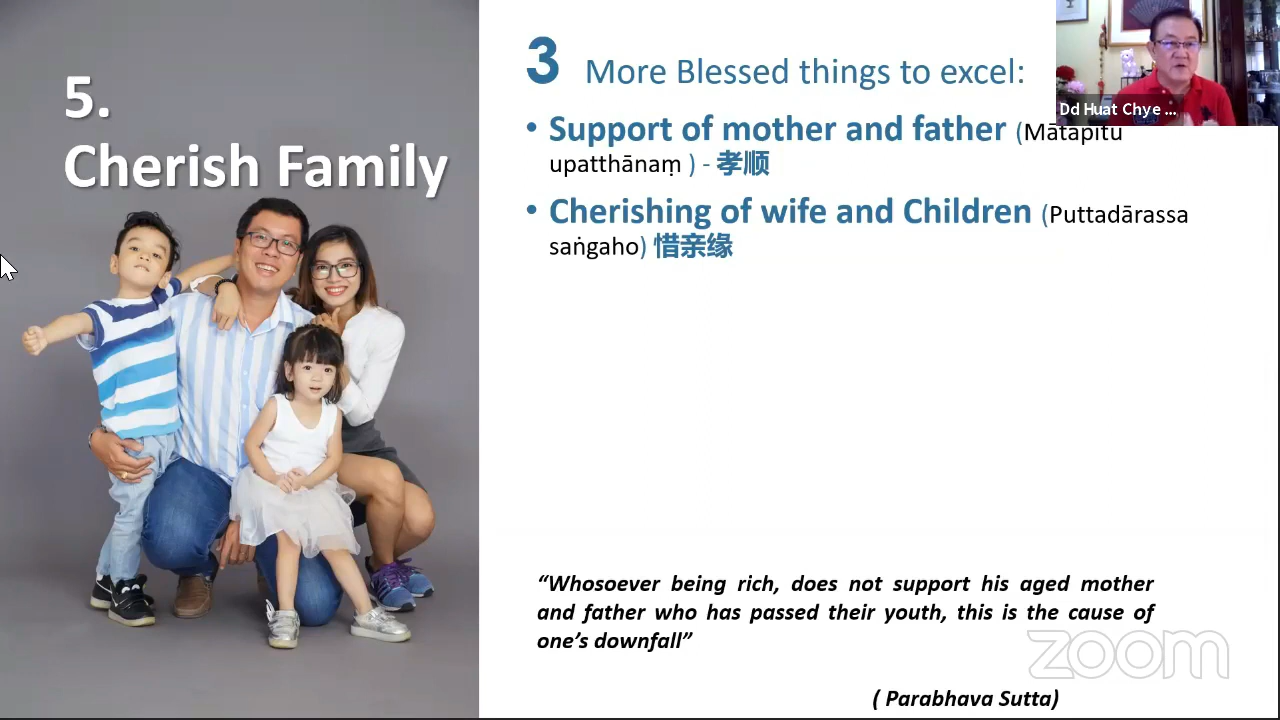 5.
Cherish Family
3 More Blessed things to excel:
• Support of mother and father (Mātāpitu
upatthānaṃ ) - 孝顺
• Cherishing of wife and Children (Puttadārassa
saṅgaho) 惜亲缘
“Whosoever being rich, does not support his aged mother
and father who has passed their youth, this is the cause of
one’s downfall”
( Parabhava Sutta)
Dd Huat Chye ...
zoom